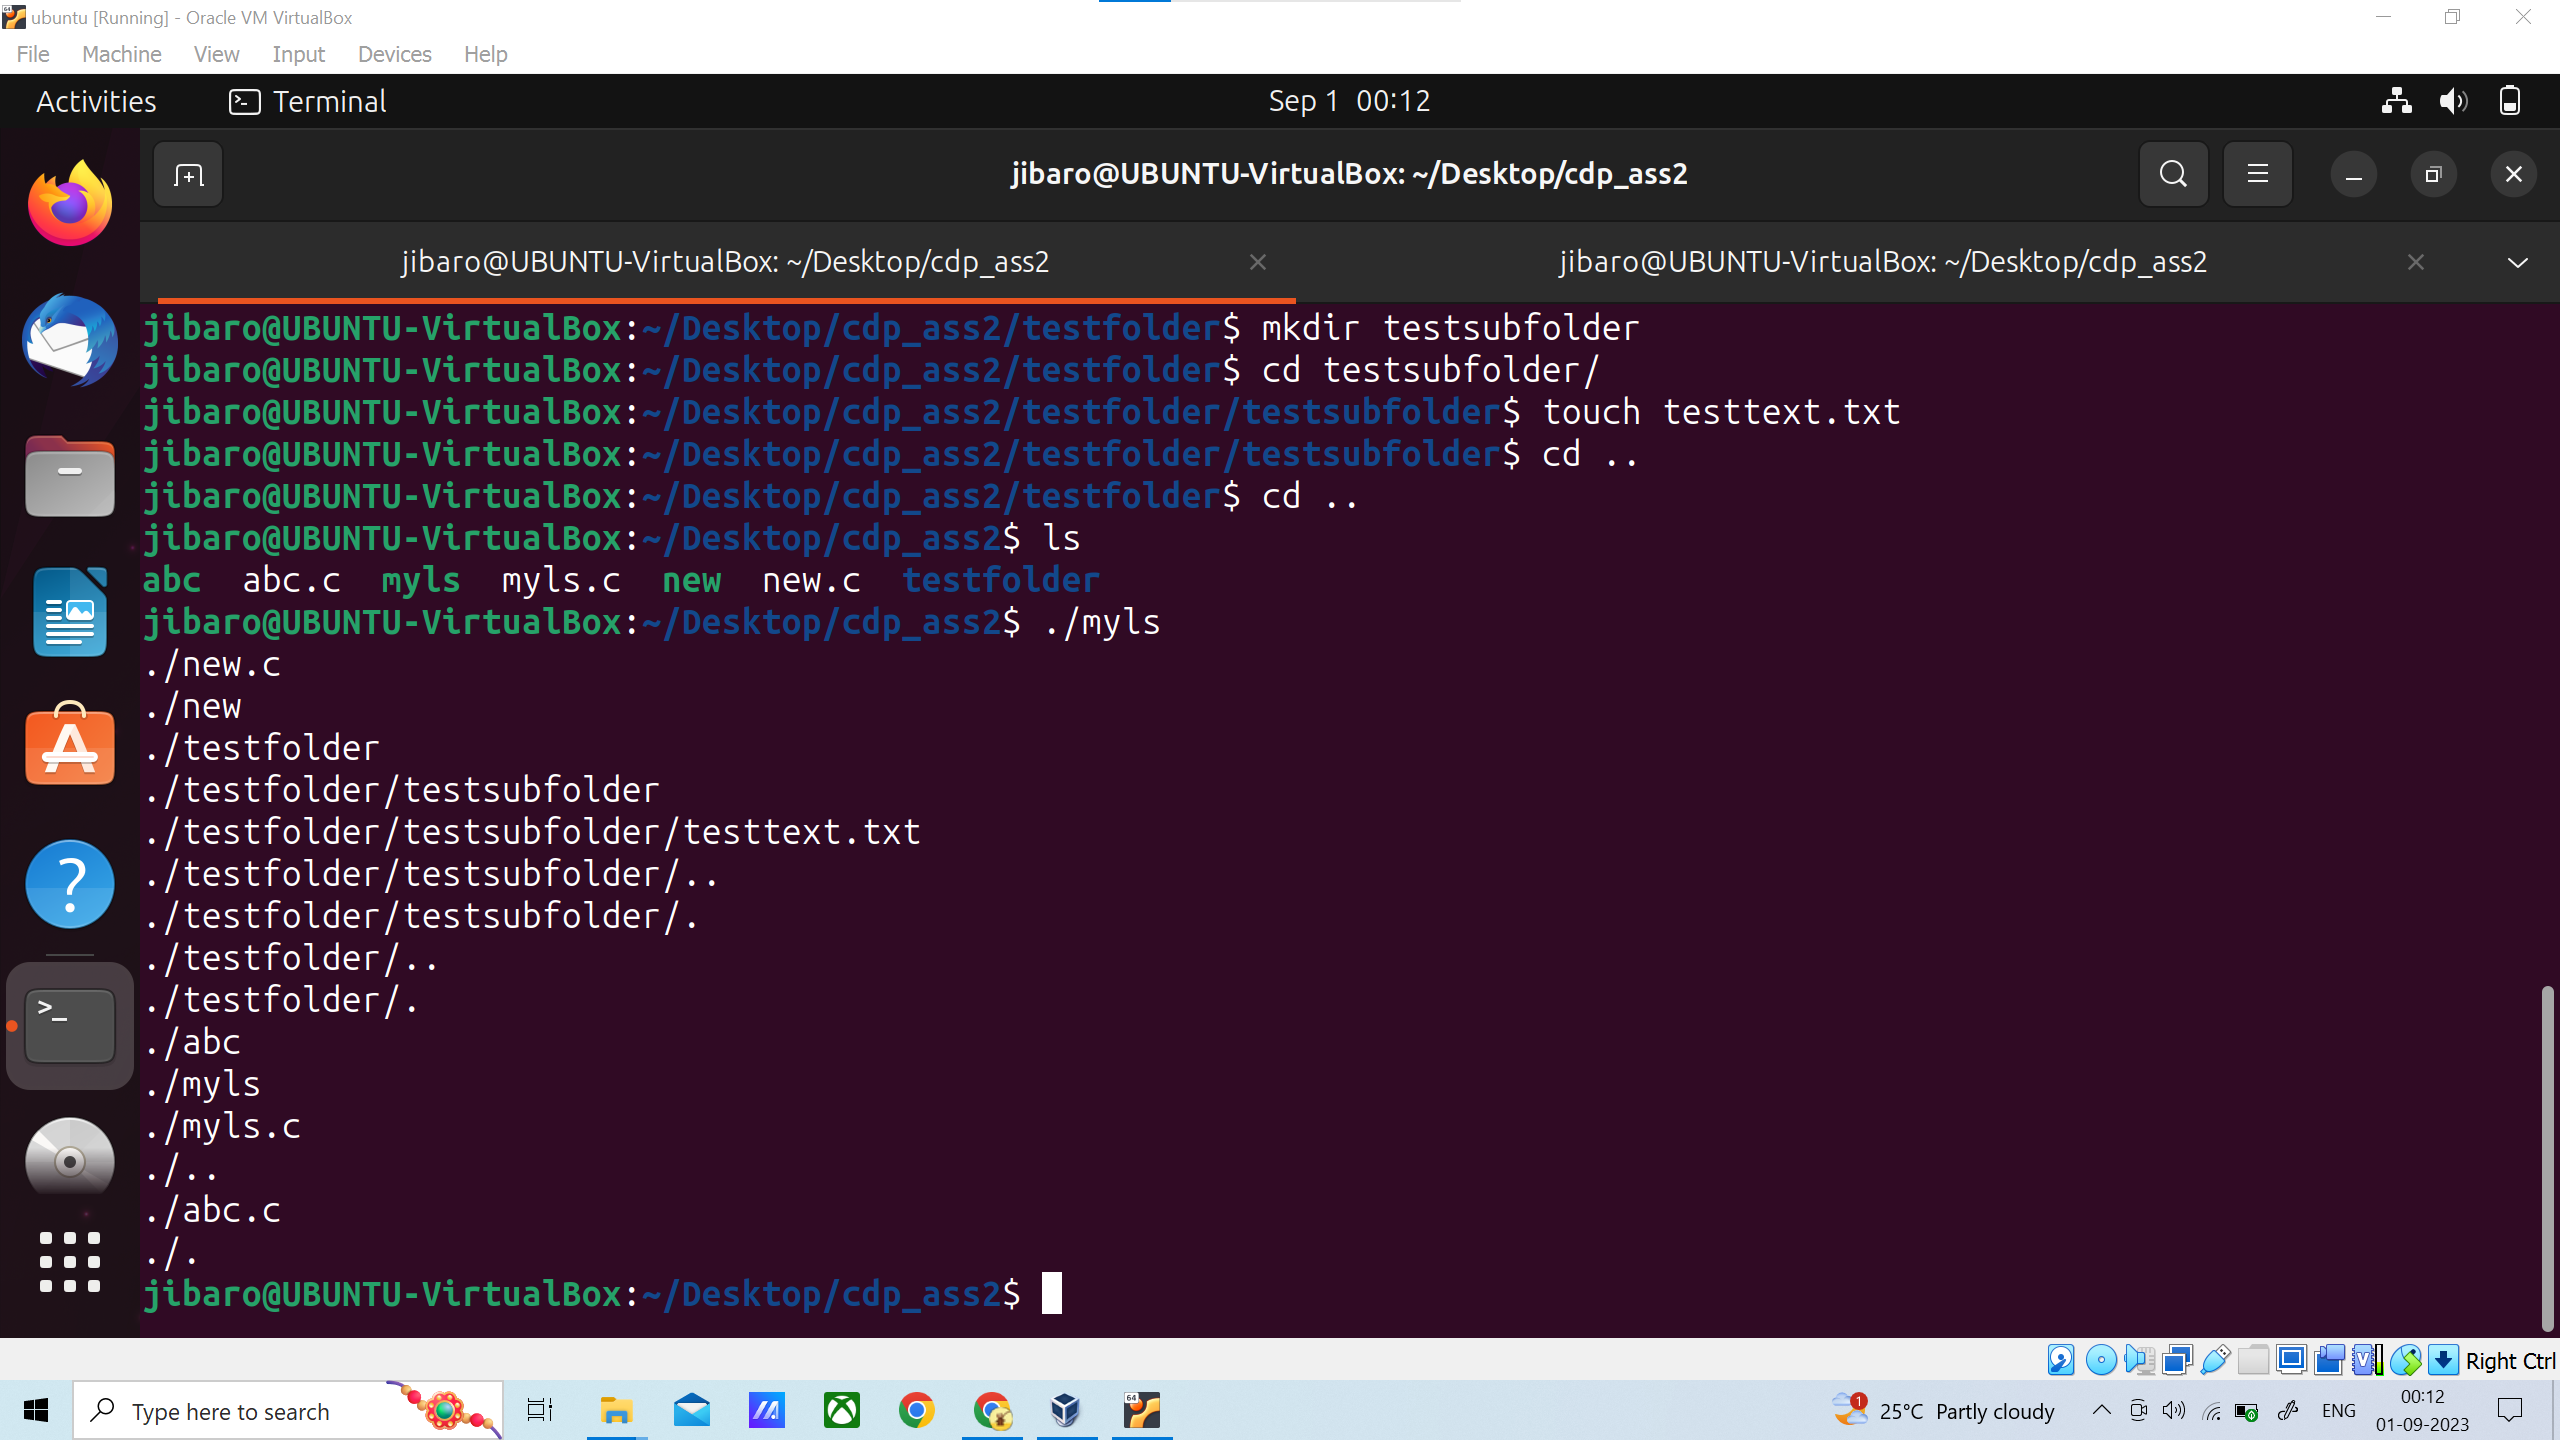 ubuntu [Running] - Oracle VM VirtualBox
File Machine View Input Devices Help
Activities Terminal Sep 1 00:12
jibaro@UBUNTU-VirtualBox: ~/Desktop/cdp_ass2
jibaro@UBUNTU-VirtualBox: ~/Desktop/cdp_ass2 jibaro@UBUNTU-VirtualBox: ~/Desktop/cdp_ass2
jibaro@UBUNTU-VirtualBox:~/Desktop/cdp_ass2/testfolder$ mkdir testsubfolder
jibaro@UBUNTU-VirtualBox:~/Desktop/cdp_ass2/testfolder$ cd testsubfolder/
jibaro@UBUNTU-VirtualBox:~/Desktop/cdp_ass2/testfolder/testsubfolder$ touch testtext.txt
jibaro@UBUNTU-VirtualBox:~/Desktop/cdp_ass2/testfolder/testsubfolder$ cd ..
jibaro@UBUNTU-VirtualBox:~/Desktop/cdp_ass2/testfolder$ cd ..
jibaro@UBUNTU-VirtualBox:~/Desktop/cdp_ass2$ ls
abc abc.c myls myls.c new new.c testfolder
jibaro@UBUNTU-VirtualBox:~/Desktop/cdp_ass2$ ./myls
./new.c
./new
./testfolder
./testfolder/testsubfolder
./testfolder/testsubfolder/testtext.txt
./testfolder/testsubfolder/..
./testfolder/testsubfolder/.
./testfolder/..
./testfolder/.
./abc
./myls
./myls.c
./..
./abc.c
./.
jibaro@UBUNTU-VirtualBox:~/Desktop/cdp_ass2$
Right Ctrl
Type here to search 64 1 25°C Partly cloudy ENG 00:12
01-09-2023